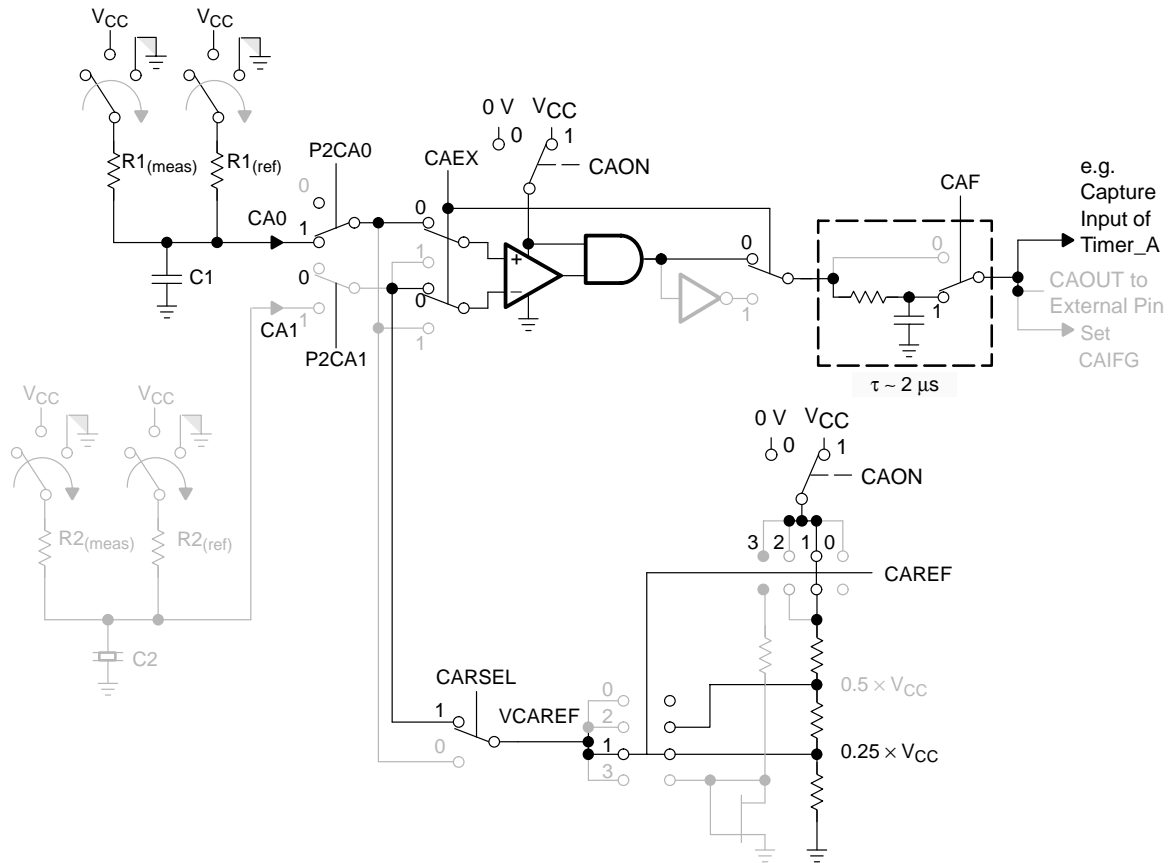 VCC
VCC
R1(meas)
R1(ref)
C1
CA0
P2CA0
0
1
0
1
CA1
P2CA1
CAEX
0
1
0
1
0 V
0
VCC
1
CAON
+
−
0
1
CAF
0
1
τ ~ 2 μs
e.g.
Capture
Input of
Timer_A
CAOUT to
External Pin
Set
CAIFG
VCC
VCC
R2(meas)
R2(ref)
C2
0 V
0
VCC
1
CAON
3 2 1 0
CAREF
CARSEL
1
0
VCAREF
0
2
1
3
0.5 × VCC
0.25 × VCC